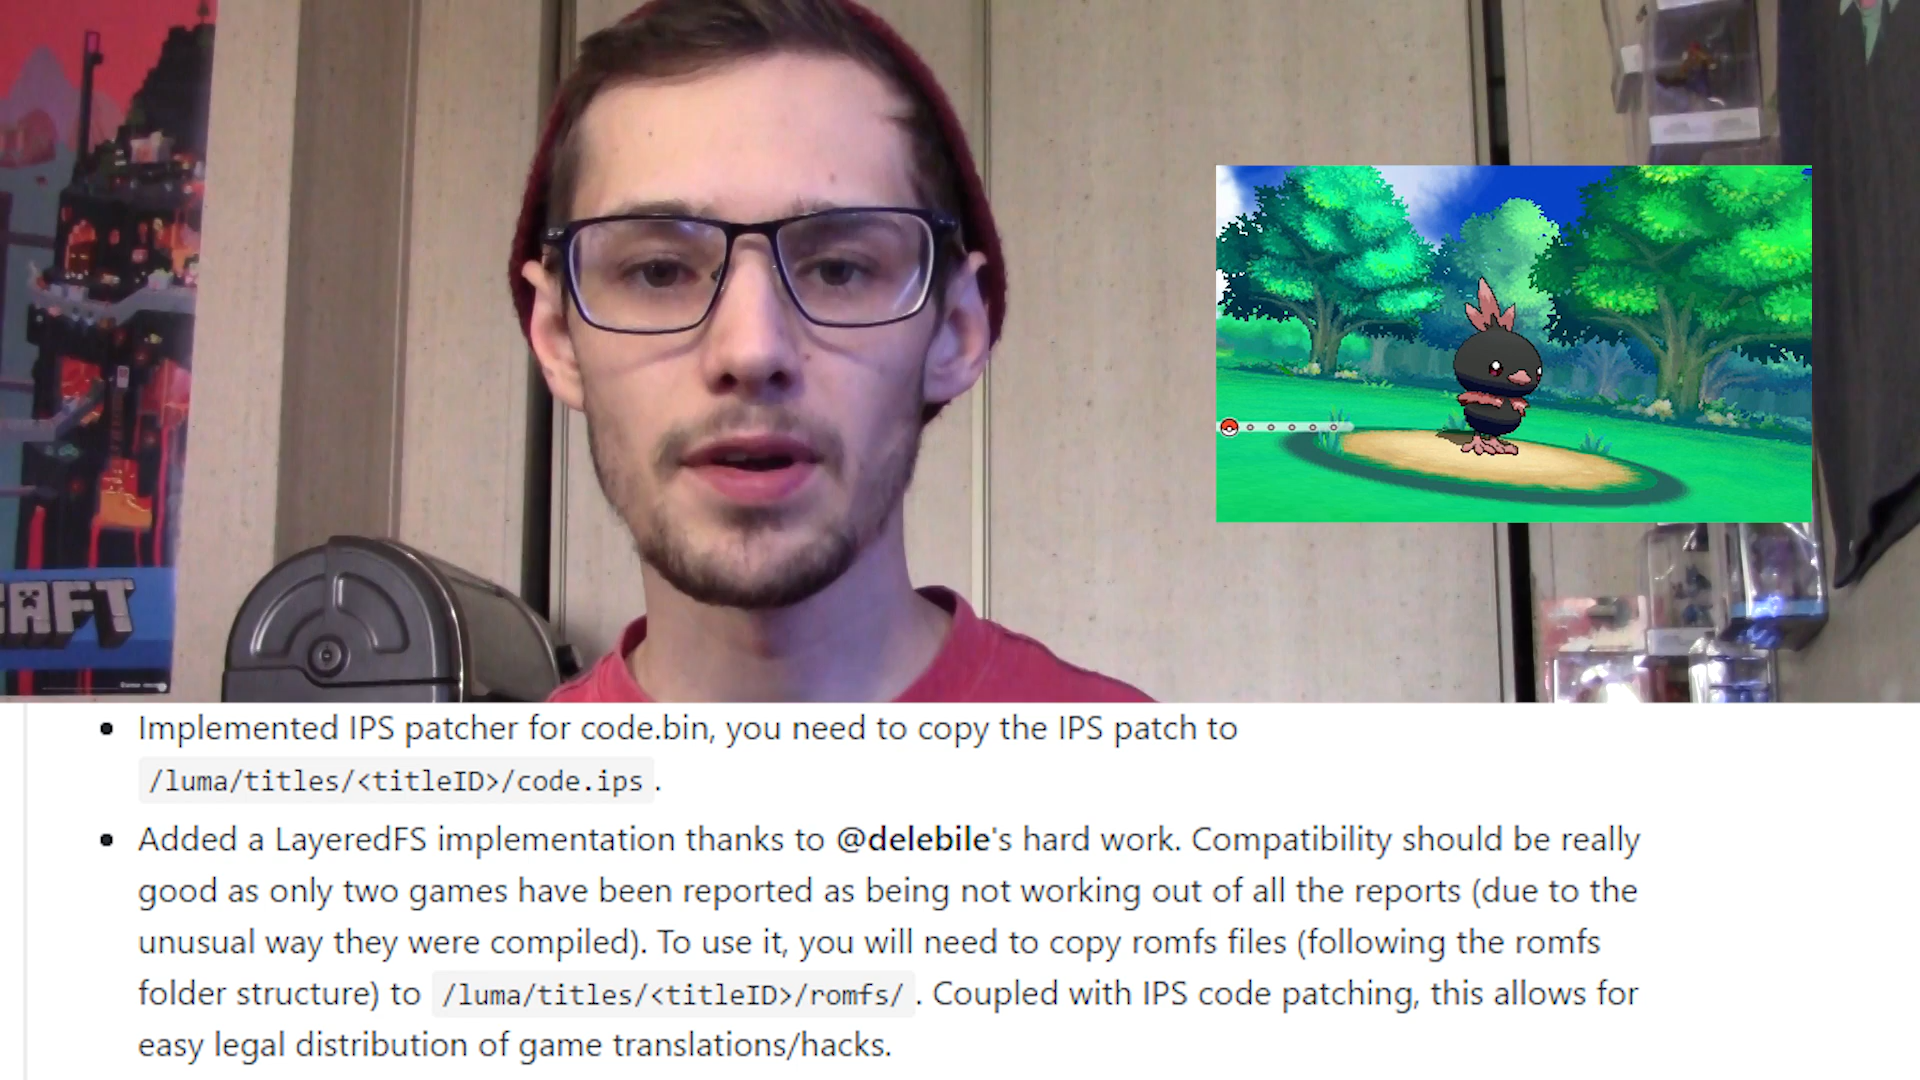 AFT
• Implemented IPS patcher for code.bin, you need to copy the IPS patch to
/luma/titles/<titleID>/code.ips .
• Added a LayeredFS implementation thanks to @delebile's hard work. Compatibility should be really
good as only two games have been reported as being not working out of all the reports (due to the
unusual way they were compiled). To use it, you will need to copy romfs files (following the romfs
folder structure) to /luma/titles/<titleID>/romfs/ . Coupled with IPS code patching, this allows for
easy legal distribution of game translations/hacks.